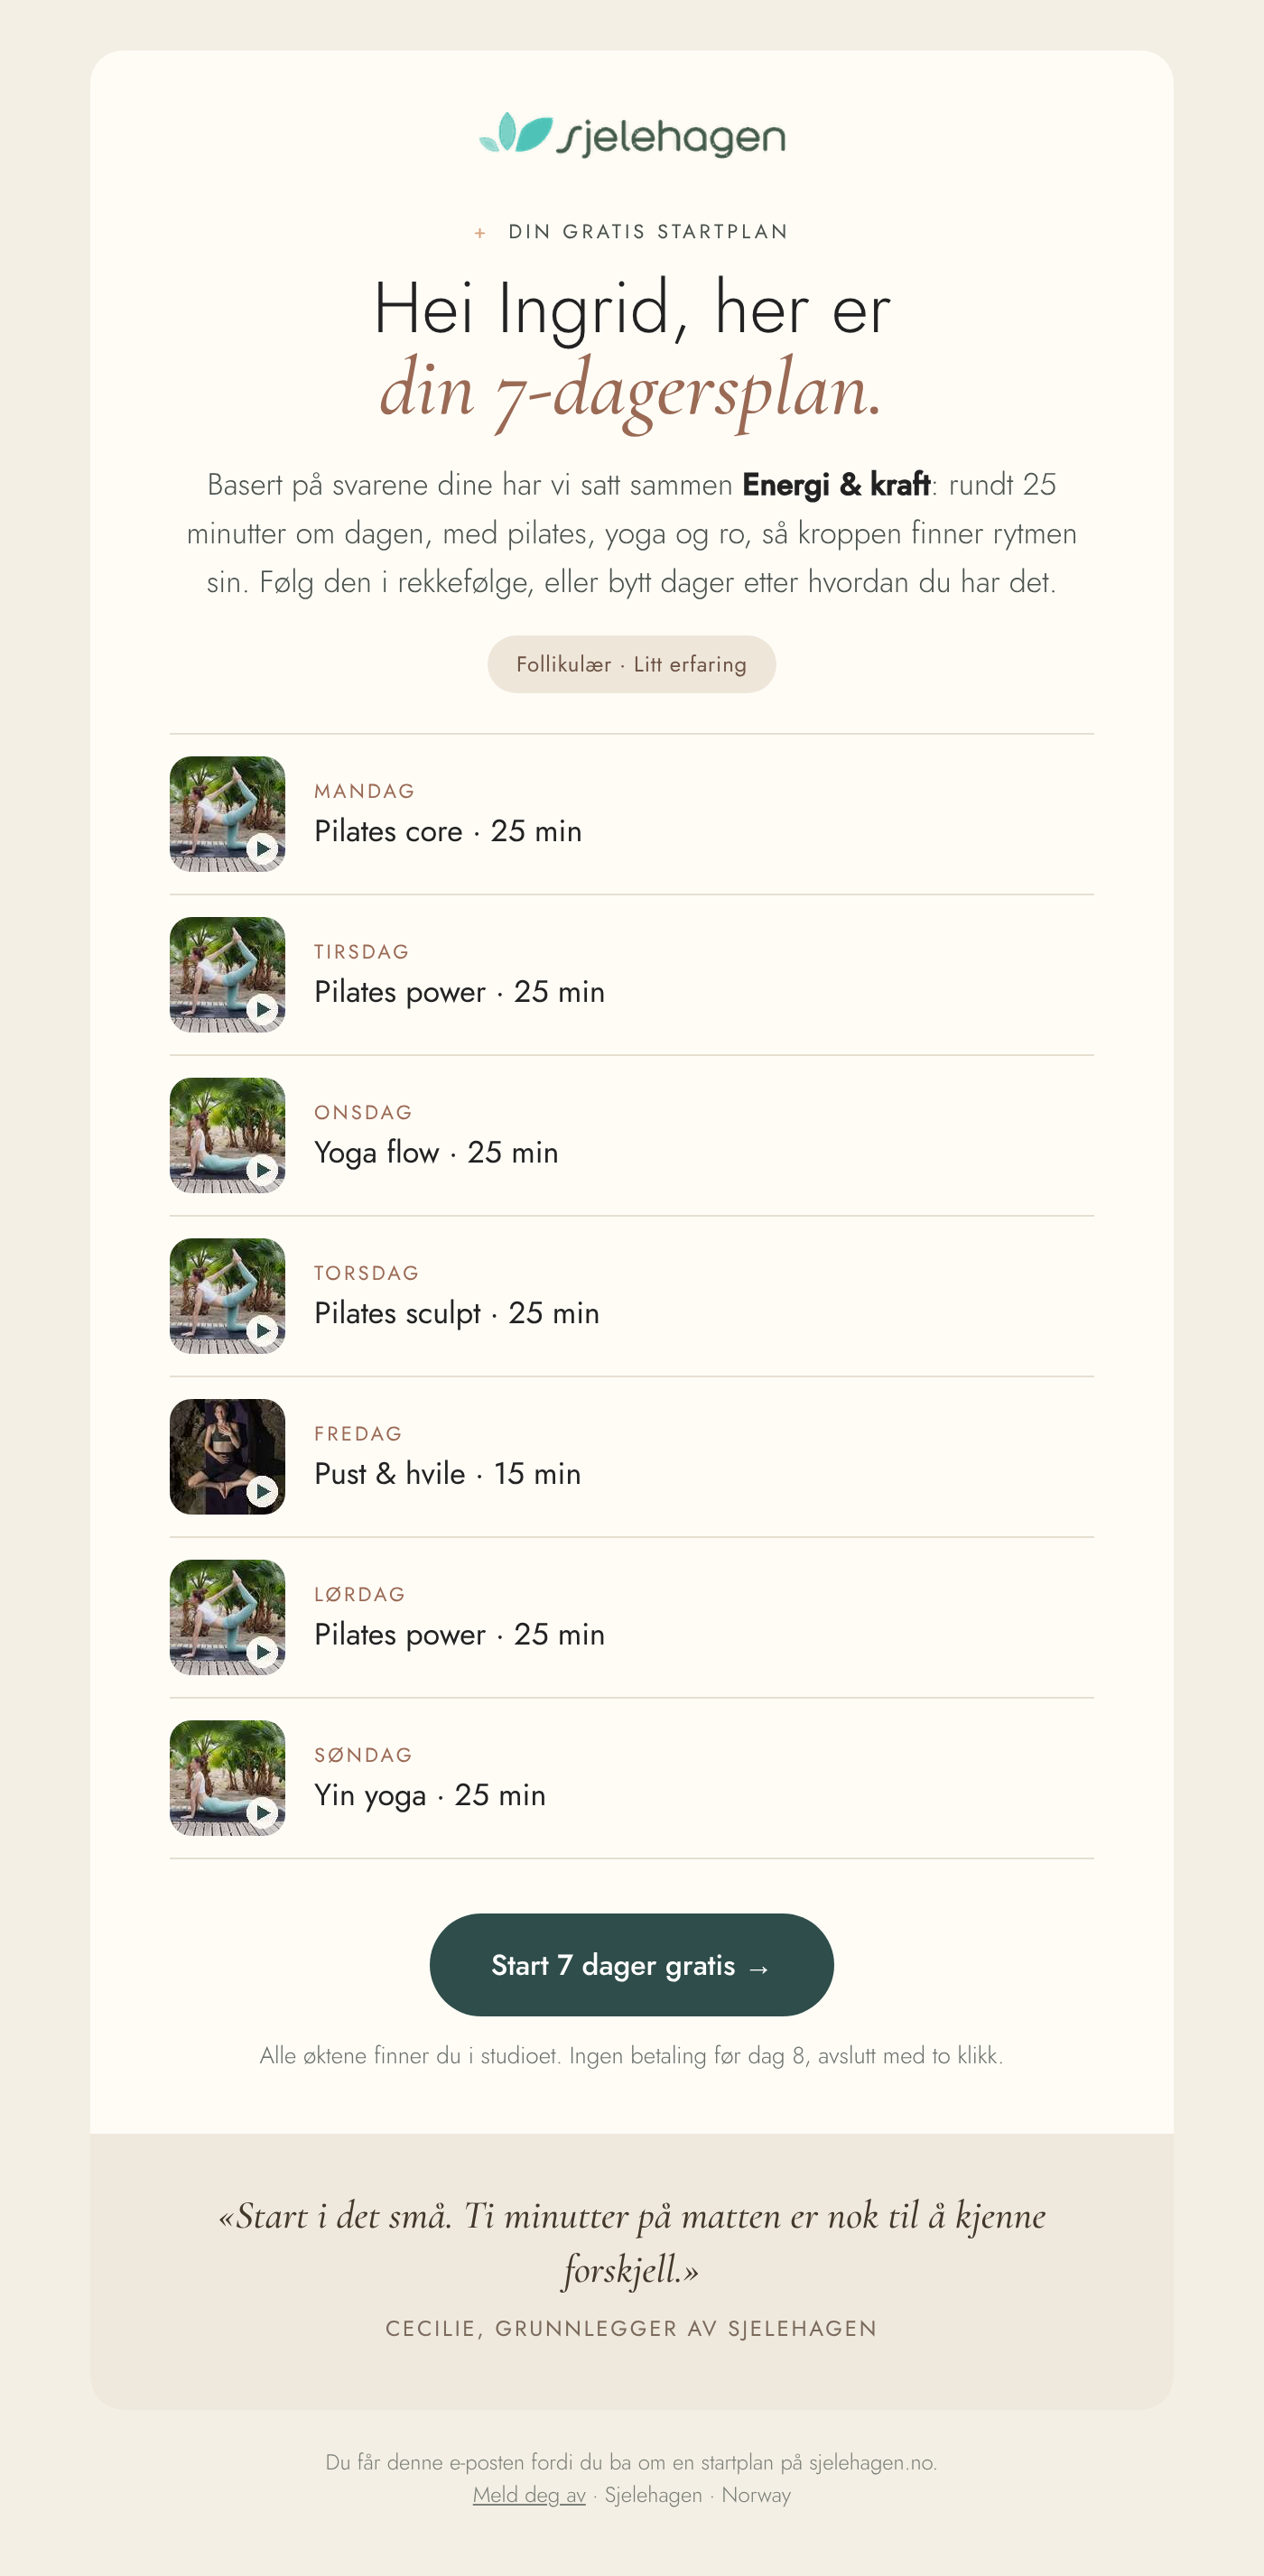 sjelehagen
+ DIN GRATIS STARTPLAN
Hei Ingrid, her er
din 7-dagersplan.
Basert på svarene dine har vi satt sammen Energi & kraft: rundt 25
minutter om dagen, med pilates, yoga og ro, så kroppen finner rytmen
sin. Følg den i rekkefølge, eller bytt dager etter hvordan du har det.
Follikulær · Litt erfaring
MANDAG
Pilates core · 25 min
TIRSDAG
Pilates power · 25 min
ONSDAG
Yoga flow · 25 min
TORSDAG
Pilates sculpt · 25 min
FREDAG
Pust & hvile · 15 min
LØRDAG
Pilates power · 25 min
SØNDAG
Yin yoga · 25 min
Start 7 dager gratis →
Alle øktene finner du i studioet. Ingen betaling før dag 8, avslutt med to klikk.
«Start i det små. Ti minutter på matten er nok til å kjenne
forskjell.»
CECILIE, GRUNNLEGGER AV SJELEHAGEN
Du får denne e-posten fordi du ba om en startplan på sjelehagen.no.
Meld deg av · Sjelehagen · Norway